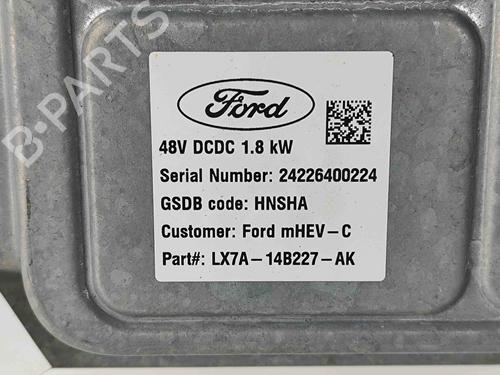 B-PARTS
Ford
48V DCDC 1.8 kW
Serial Number: 24226400224
GSDB code: HNSHA
Customer: Ford mHEV-C
Part#: LX7A-14B227-AK